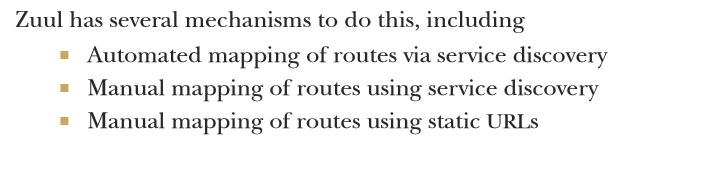 Zuul has several mechanisms to do this, including
Automated mapping of routes via service discovery
Manual mapping of routes using service discovery
Manual mapping of routes using static URLs